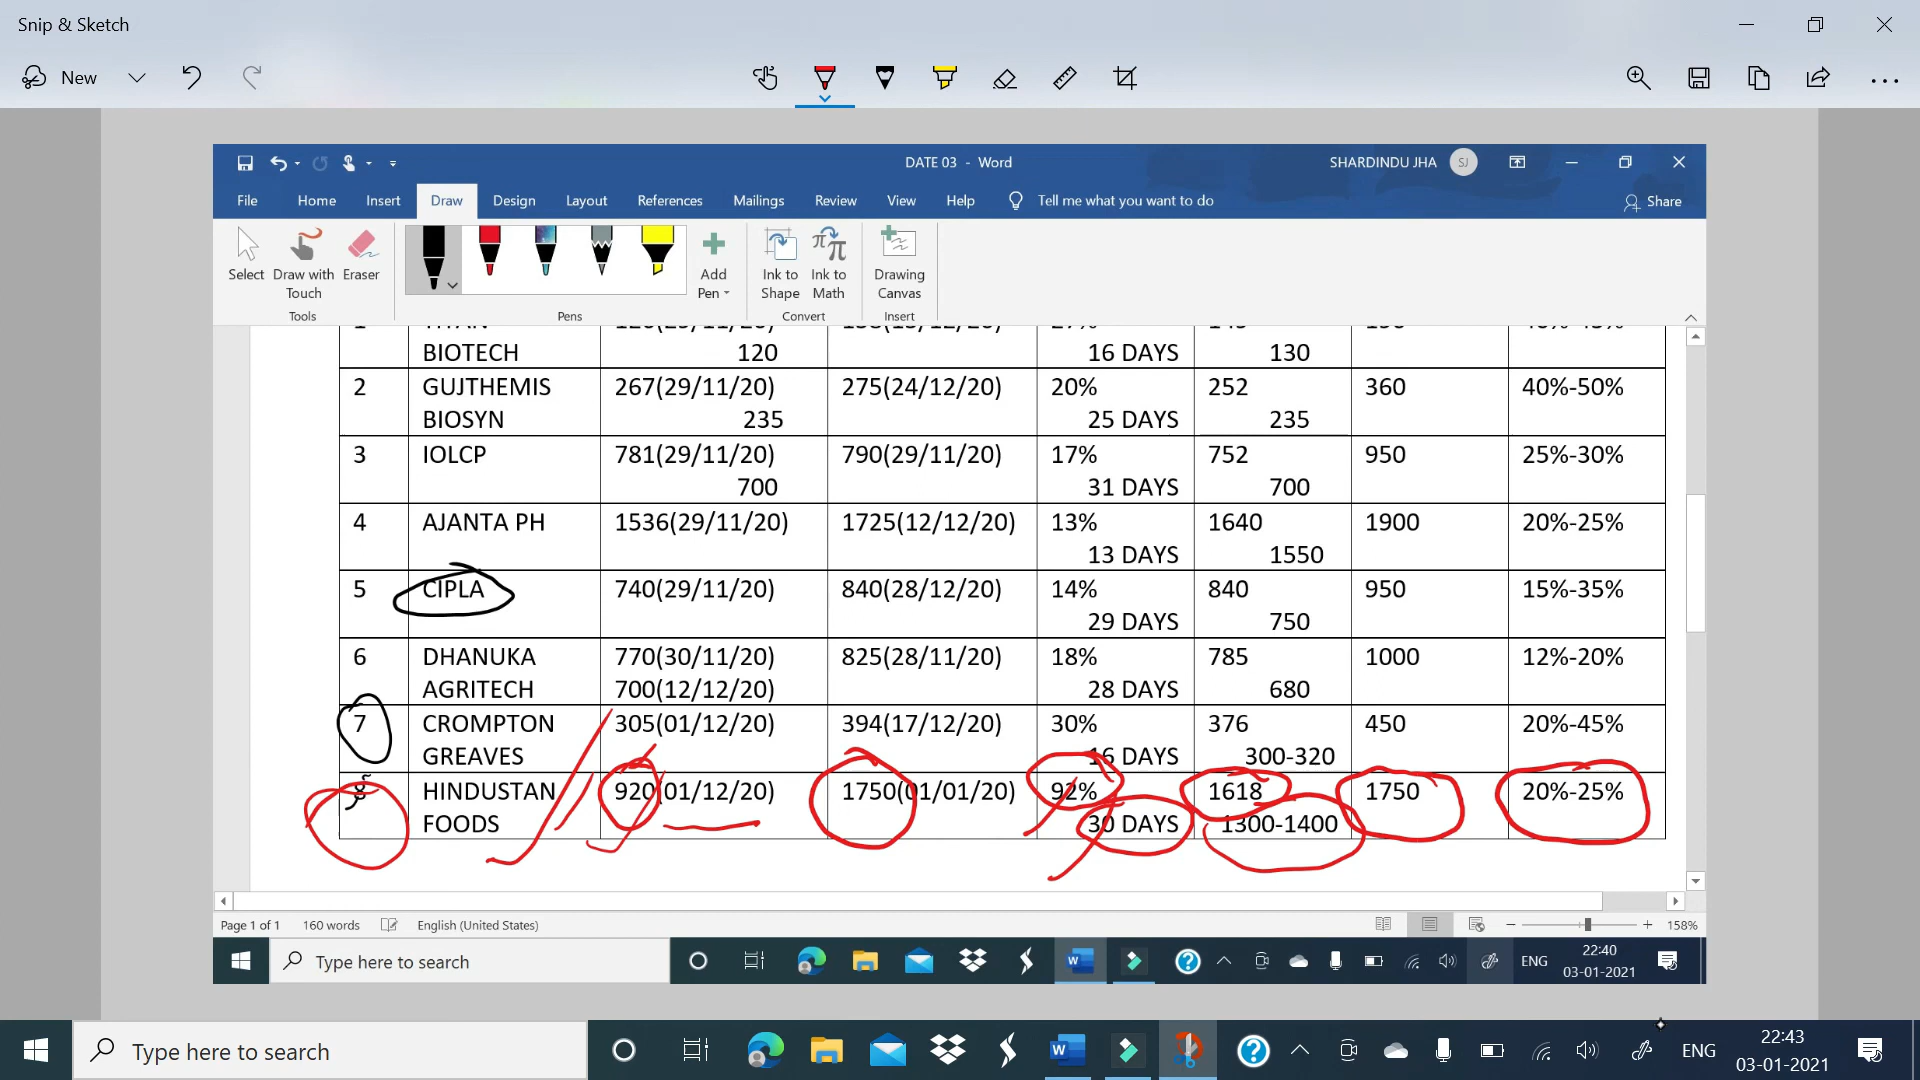 Snip & Sketch
New
DATE 03 - Word
SHARDINDU JHA
SJ
File Home Insert Draw Design Layout References Mailings Review View Help Tell me what you want to do Share
Select Draw with Touch Eraser Add Pen Ink to Shape Ink to Math Drawing Canvas
Tools Pens Convert Insert
BIOTECH 120 16 DAYS 130
2 GUJTHEMIS 267(29/11/20) 275(24/12/20) 20% 252 360 40%-50%
BIOSYN 235 25 DAYS 235
3 IOLCP 781(29/11/20) 790(29/11/20) 17% 752 950 25%-30%
700 31 DAYS 700
4 AJANTA PH 1536(29/11/20) 1725(12/12/20) 13% 1640 1900 20%-25%
13 DAYS 1550
5 CIPLA 740(29/11/20) 840(28/12/20) 14% 840 950 15%-35%
29 DAYS 750
6 DHANUKA 770(30/11/20) 825(28/11/20) 18% 785 1000 12%-20%
AGRITECH 700(12/12/20) 28 DAYS 680
7 CROMPTON 305(01/12/20) 394(17/12/20) 30% 376 450 20%-45%
GREAVES 16 DAYS 300-320
8 HINDUSTAN 920(01/12/20) 1750(01/01/20) 92% 1618 1750 20%-25%
FOODS 30 DAYS 1300-1400
Page 1 of 1 160 words English (United States) 158%
Type here to search W ENG 22:40
03-01-2021
Type here to search W ENG 22:43
03-01-2021